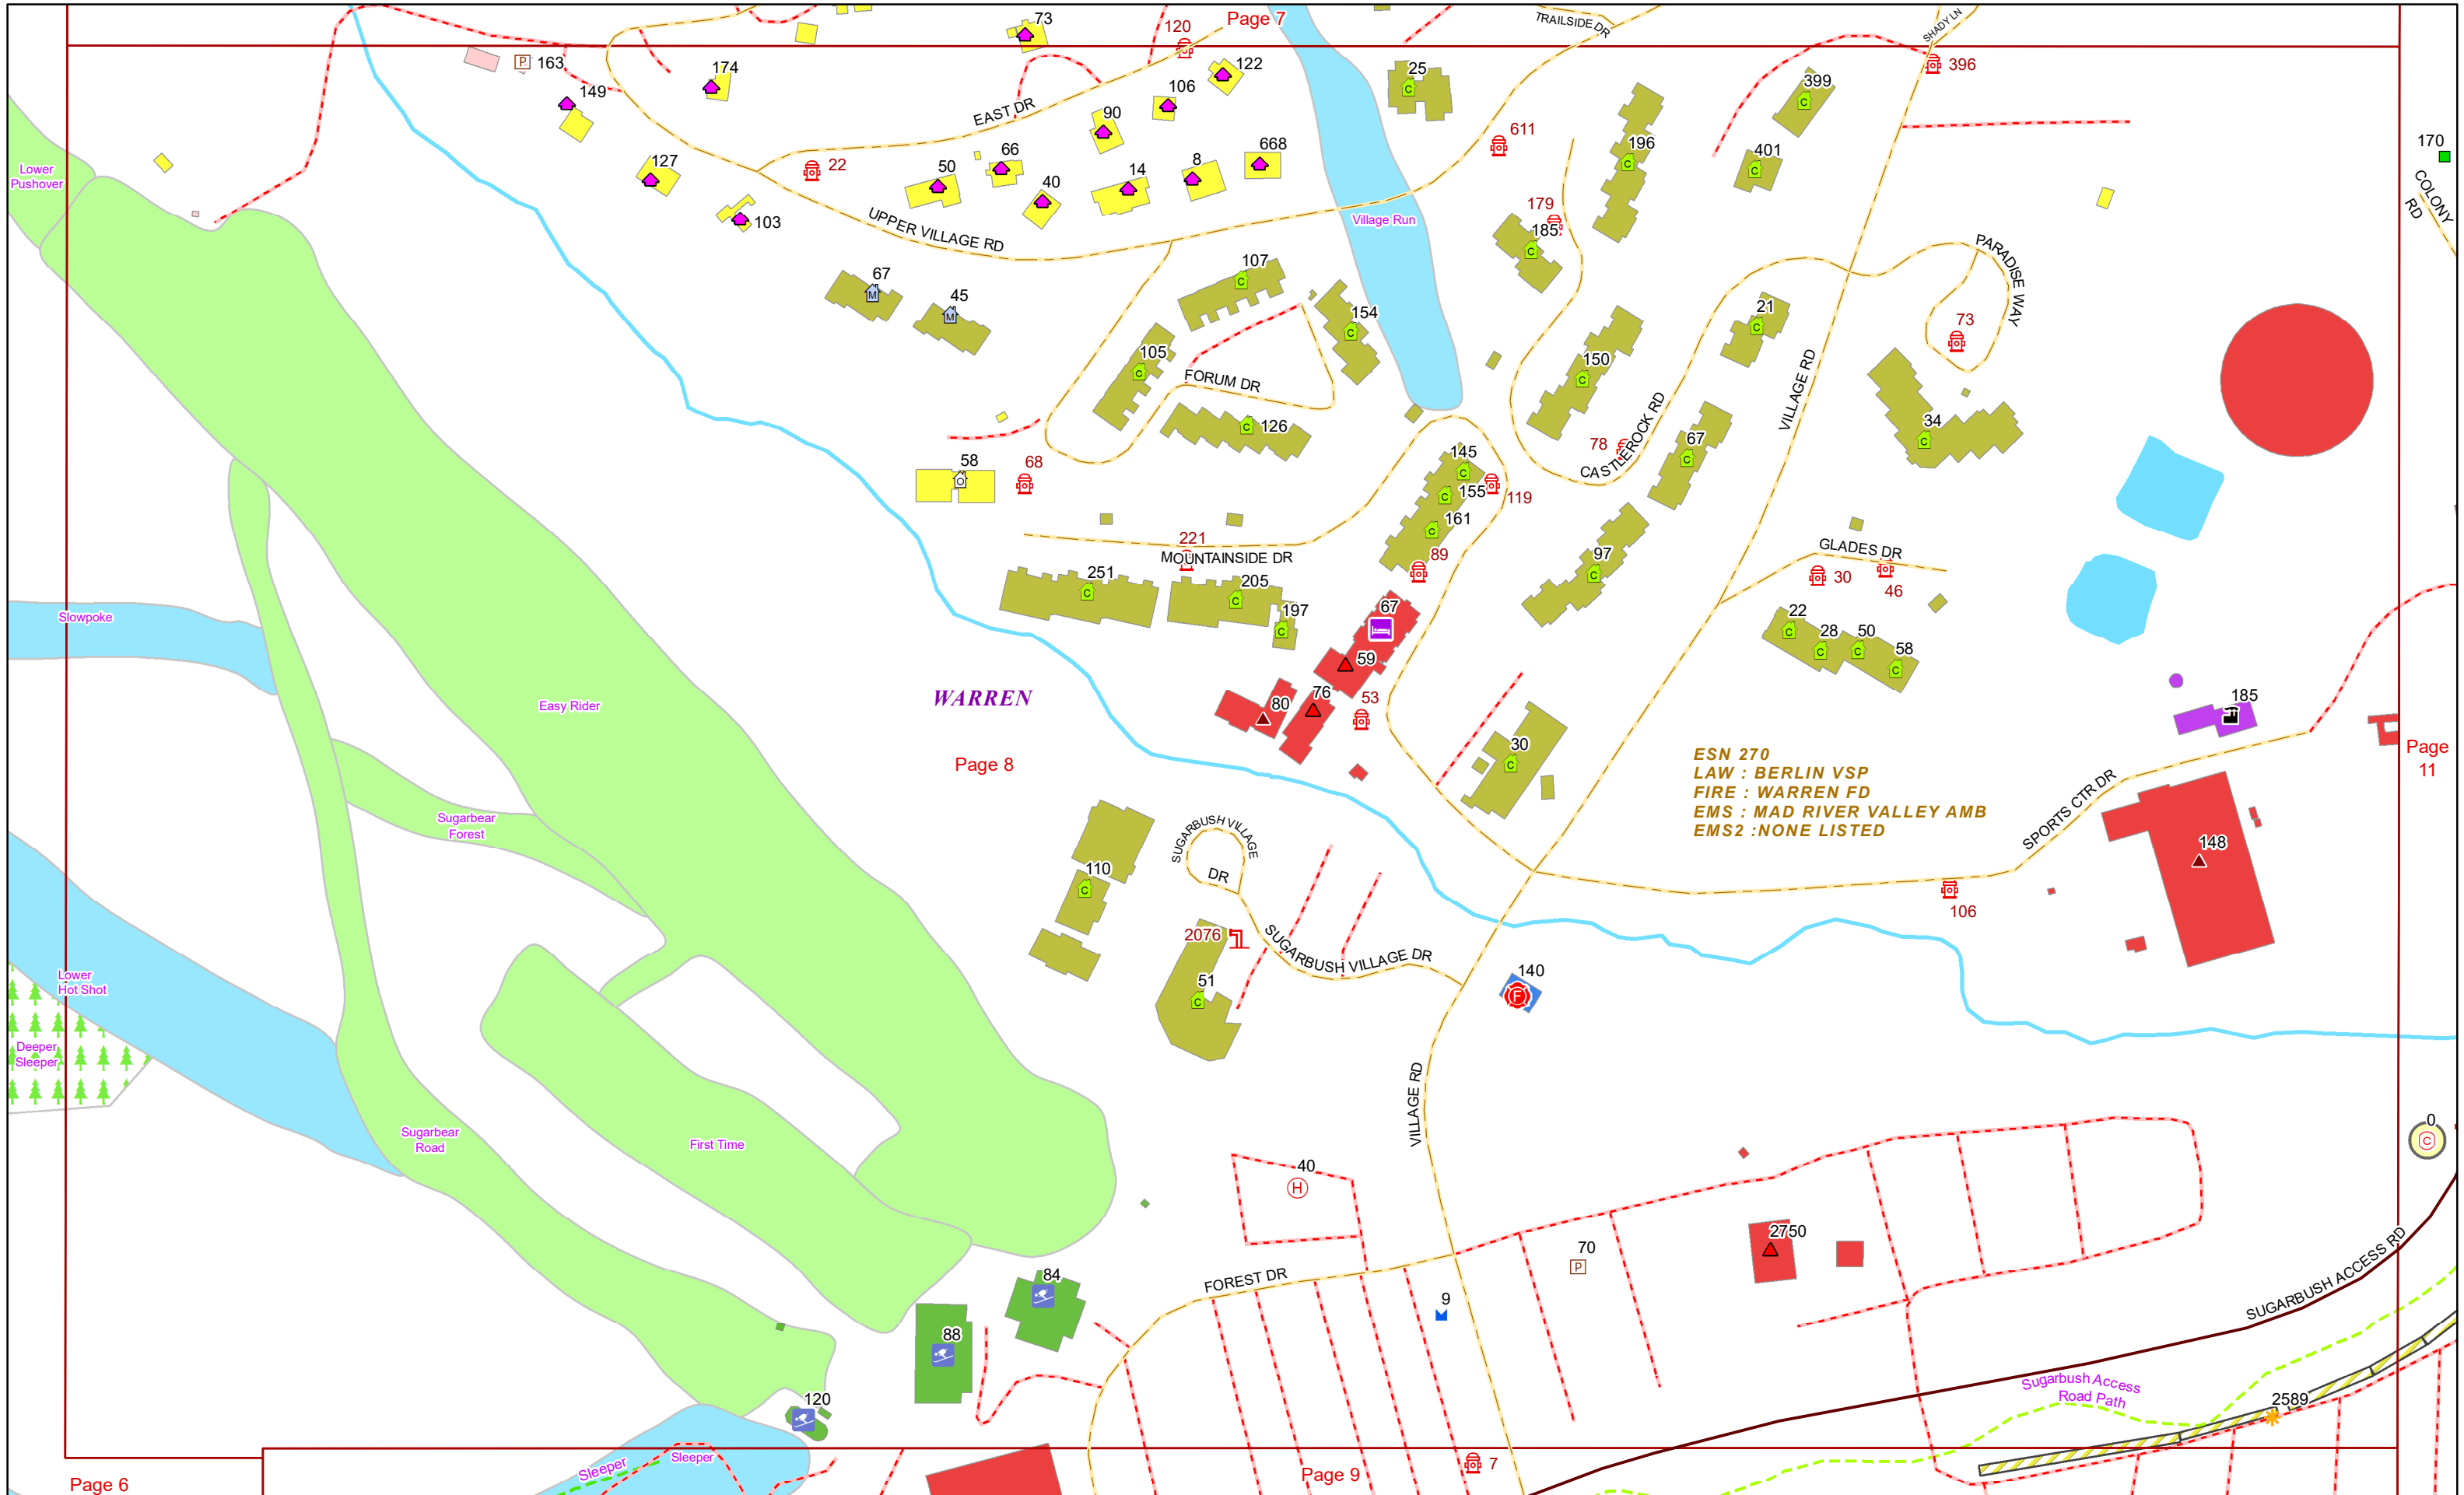 73
120
Page 7
TRAILSIDE DR
SHADY LN
P
163
174
122
25
396
399
C
149
106
EAST DR
90
611
170
Lower
Pushover
127
22
50
66
40
14
8
668
196
401
103
UPPER VILLAGE RD
Village Run
179
185
COLONY
RD
PARADISE WAY
67
M
45
M
107
105
154
FORUM DR
126
21
73
150
VILLAGE RD
34
78
CASTLEROCK RD
67
58
O
68
145
155
119
161
221
MOUNTAINSIDE DR
89
97
GLADES DR
30
46
Slowpoke
251
205
197
67
59
22
28
50
58
WARREN
80
76
53
185
Easy Rider
Page 8
30
ESN 270
LAW : BERLIN VSP
FIRE : WARREN FD
EMS : MAD RIVER VALLEY AMB
EMS2 :NONE LISTED
Page
11
SPORTS CTR DR
148
Sugarbear
Forest
SUGARBUSH VILLAGE
DR
110
106
2076
SUGARBUSH VILLAGE DR
51
140
F
Lower
Hot Shot
Deeper
Sleeper
VILLAGE RD
Sugarbear
Road
First Time
40
H
0
C
70
P
2750
84
FOREST DR
9
88
SUGARBUSH ACCESS RD
120
Sugarbush Access
Road Path
2589
Sleeper
Sleeper
Page 6
Page 9
7